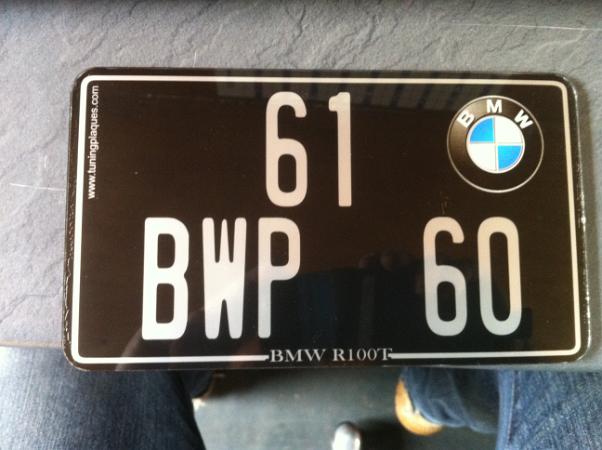 61
BMW
BWP 60
BMW R100T
www.tuningplaques.com